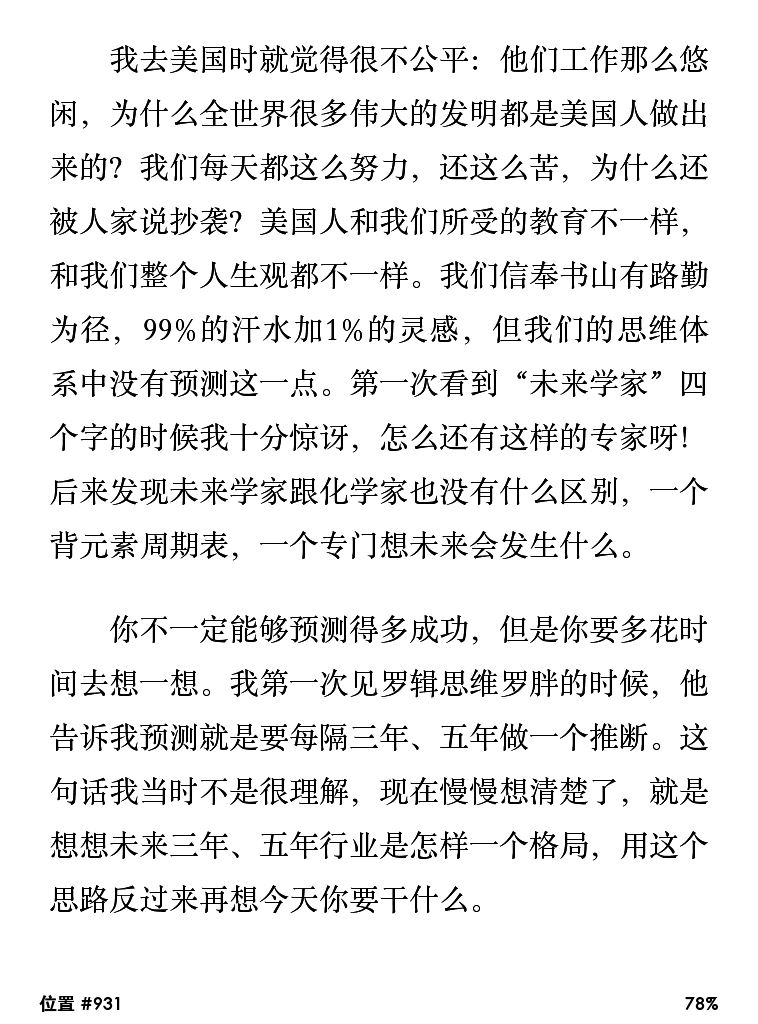 我去美国时就觉得很不公平：他们工作那么悠
闲，为什么全世界很多伟大的发明都是美国人做出
来的？我们每天都这么努力，还这么苦，为什么还
被人家说抄袭？美国人和我们所受的教育不一样，
和我们整个人生观都不一样。我们信奉书山有路勤
为径，99%的汗水加1%的灵感，但我们的思维体
系中没有预测这一点。第一次看到“未来学家”四
个字的时候我十分惊讶，怎么还有这样的专家呀！
后来发现未来学家跟化学家也没有什么区别，一个
背元素周期表，一个专门想未来会发生什么。
你不一定能够预测得多成功，但是你要多花时
间去想一想。我第一次见罗辑思维罗胖的时候，他
告诉我预测就是要每隔三年、五年做一个推断。这
句话我当时不是很理解，现在慢慢想清楚了，就是
想想未来三年、五年行业是怎样一个格局，用这个
思路反过来再想今天你要干什么。
位置 #931
78%